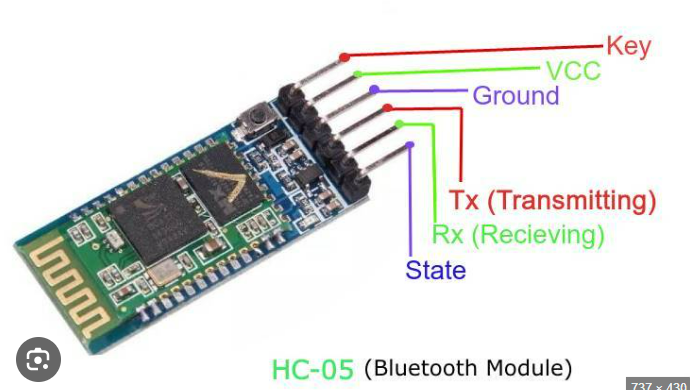 Key
VCC
Ground
Tx (Transmitting)
Rx (Recieving)
State
HC-05 (Bluetooth Module)
737 × 430